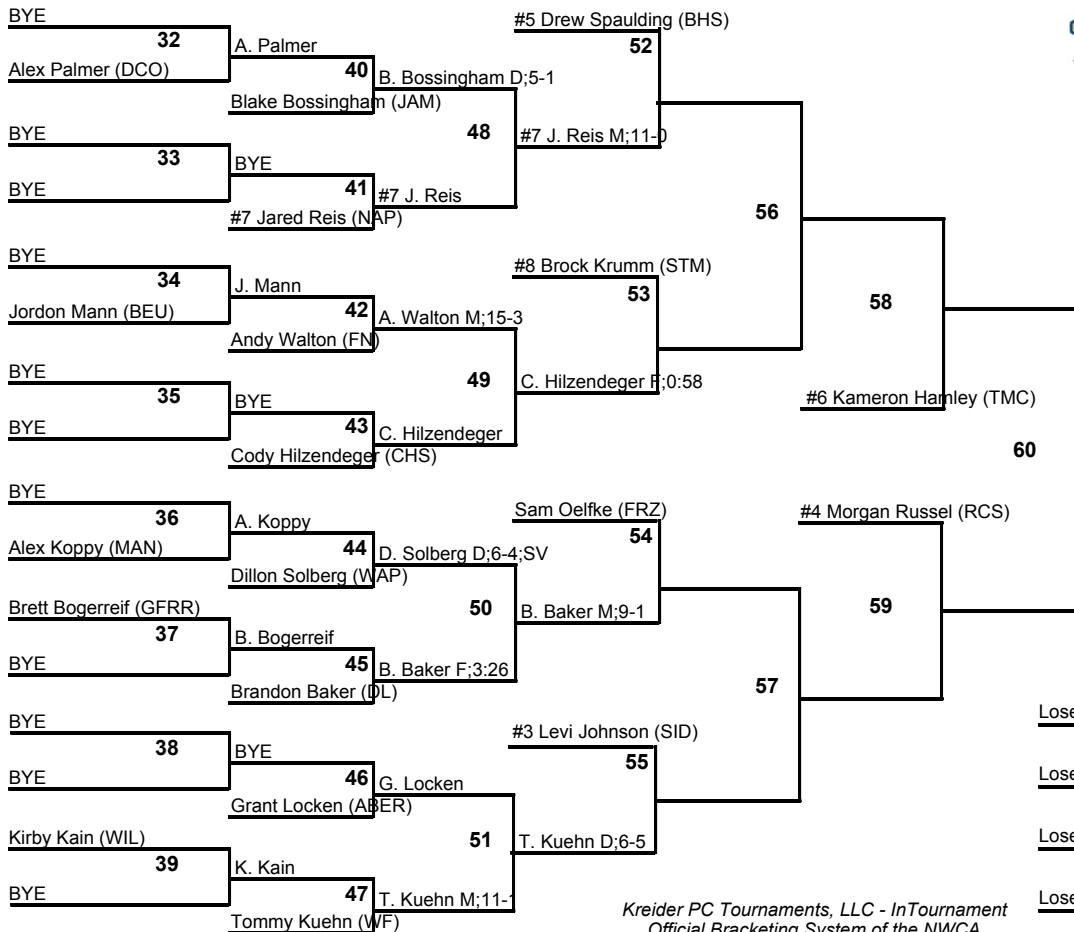 BYE
32
Alex Palmer (DCO)
A. Palmer
40
Blake Bossingham (JAM)
B. Bossingham D;5-1
#5 Drew Spaulding (BHS)
52
BYE
33
BYE
BYE
41
#7 Jared Reis (NAP)
48
#7 J. Reis
#7 J. Reis M;11-0
56
BYE
34
Jordon Mann (BEU)
J. Mann
42
Andy Walton (FN)
A. Walton M;15-3
#8 Brock Krumm (STM)
53
58
BYE
35
BYE
BYE
43
Cody Hilzendeger (CHS)
49
C. Hilzendeger
C. Hilzendeger F;0:58
#6 Kameron Hamley (TMC)
60
BYE
36
Alex Koppy (MAN)
A. Koppy
44
Dillon Solberg (WAP)
D. Solberg D;6-4;SV
Sam Oelfke (FRZ)
54
#4 Morgan Russel (RCS)
59
Brett Bogerreif (GFRR)
37
BYE
B. Bogerreif
45
Brandon Baker (DL)
50
B. Baker F;3:26
B. Baker M;9-1
57
BYE
38
BYE
BYE
46
Grant Locken (ABER)
G. Locken
#3 Levi Johnson (SID)
55
Kirby Kain (WIL)
39
BYE
K. Kain
47
Tommy Kuehn (WF)
51
T. Kuehn M;11-1
T. Kuehn D;6-5
Lose
Lose
Lose
Lose
Kreider PC Tournaments, LLC - InTournament
Official Bracketing System of the NWCA